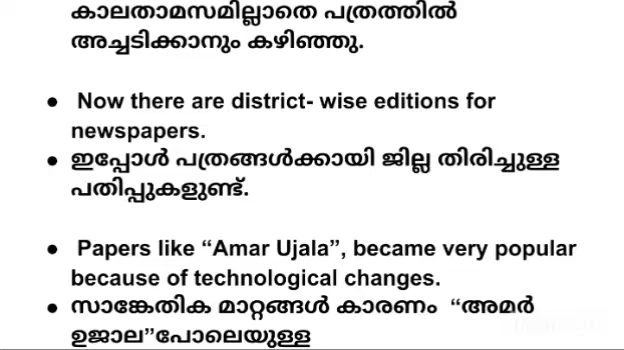 കാലതാമസമില്ലാതെ പത്രത്തിൽ
അച്ചടിക്കാനും കഴിഞ്ഞു.
● Now there are district- wise editions for
newspapers.
● ഇപ്പോൾ പത്രങ്ങൾക്കായി ജില്ല തിരിച്ചുള്ള
പതിപ്പുകളുണ്ട്.
● Papers like “Amar Ujala”, became very popular
because of technological changes.
● സാങ്കേതിക മാറ്റങ്ങൾ കാരണം “അമർ
ഉജാല”പോലെയുള്ള